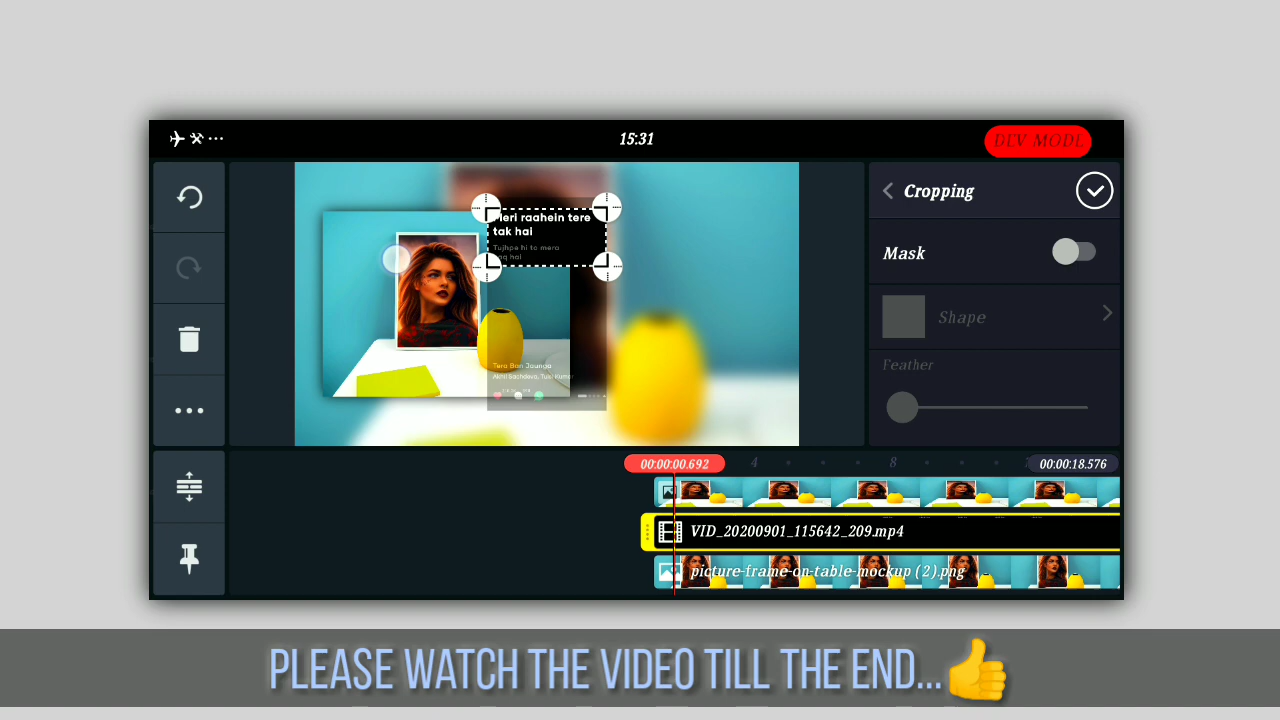 15:31
DEV MODE
Cropping
Meri raahein tere
tak hai
Tujhpe hi to mera
haq hai
Mask
Shape
Feather
Tera Ban Jaunga
Akhil Sachdeva, Tulsi Kumar
00:00:00.692
4
8
00:00:18.576
VID_20200901_115642_209.mp4
picture-frame-on-table-mockup (2).png
PLEASE WATCH THE VIDEO TILL THE END...